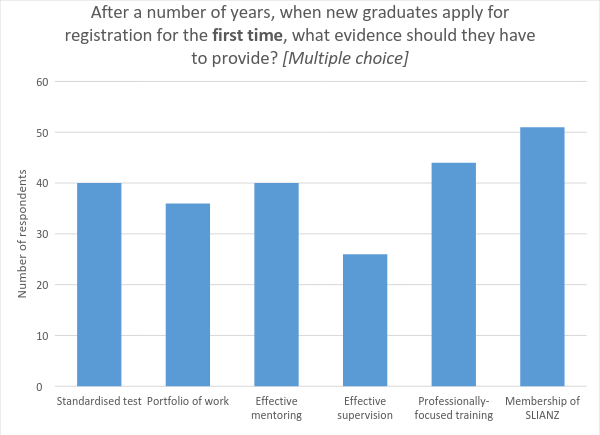 After a number of years, when new graduates apply for
registration for the first time, what evidence should they have
to provide? [Multiple choice]
60
50
40
30
20
10
0
Number of respondents
Standardised test
Portfolio of work
Effective
mentoring
Effective
supervision
Professionally-
focused training
Membership of
SLIANZ